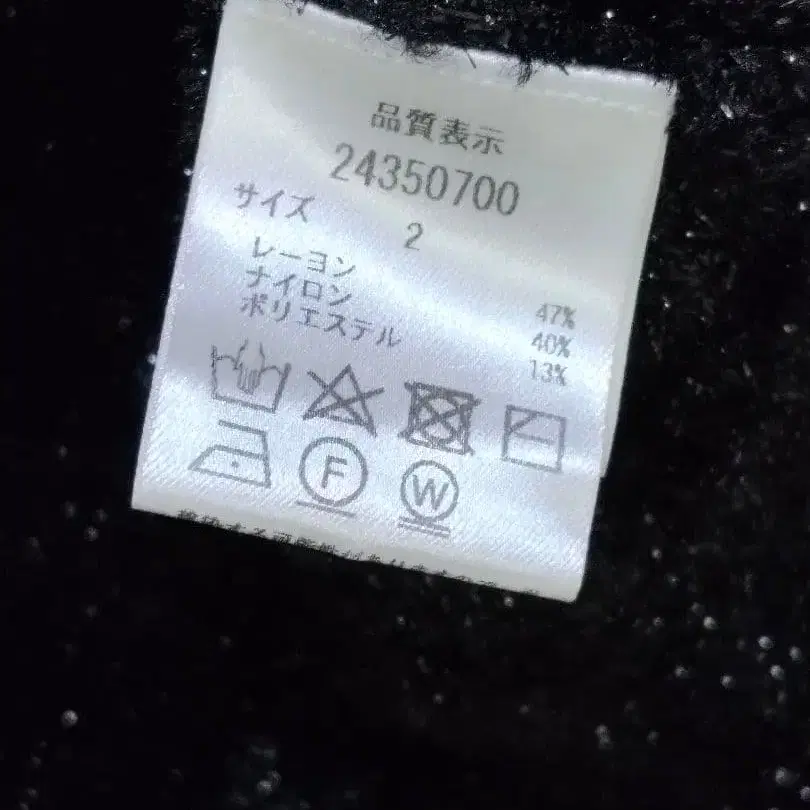 品質表示
24350700
サイズ
2
レーヨン 47%
ナイロン 40%
ポリエステル 13%
F W